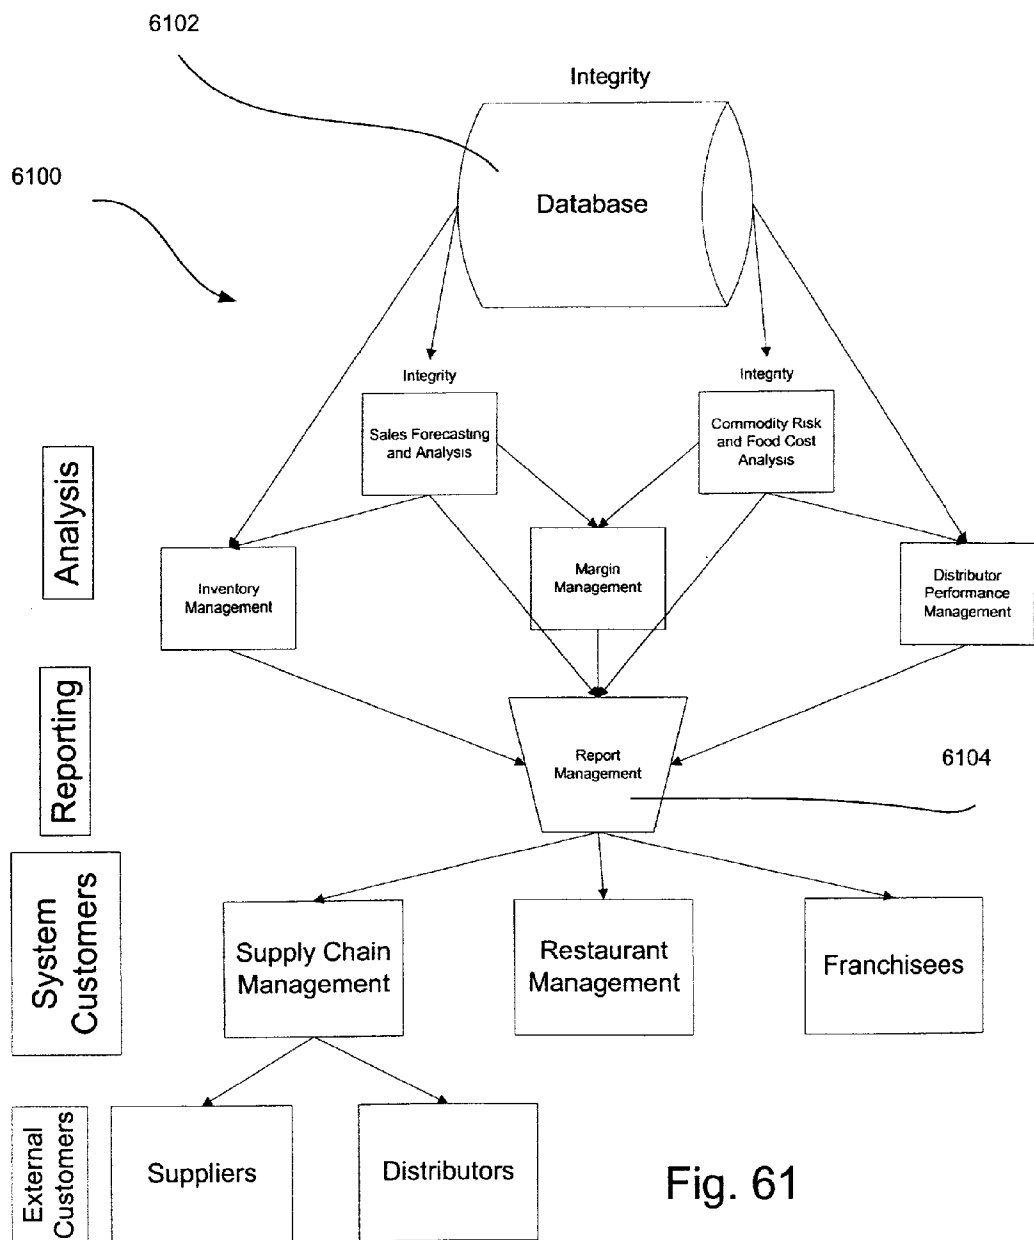 6102
Integrity
6100
Database
Integrity
Integrity
Sales Forecasting
and Analysis
Commodity Risk
and Food Cost
Analysis
Analysis
Inventory
Management
Margin
Management
Distributor
Performance
Management
Reporting
Report
Management
6104
System
Customers
Supply Chain
Management
Restaurant
Management
Franchisees
External
Customers
Suppliers
Distributors
Fig. 61